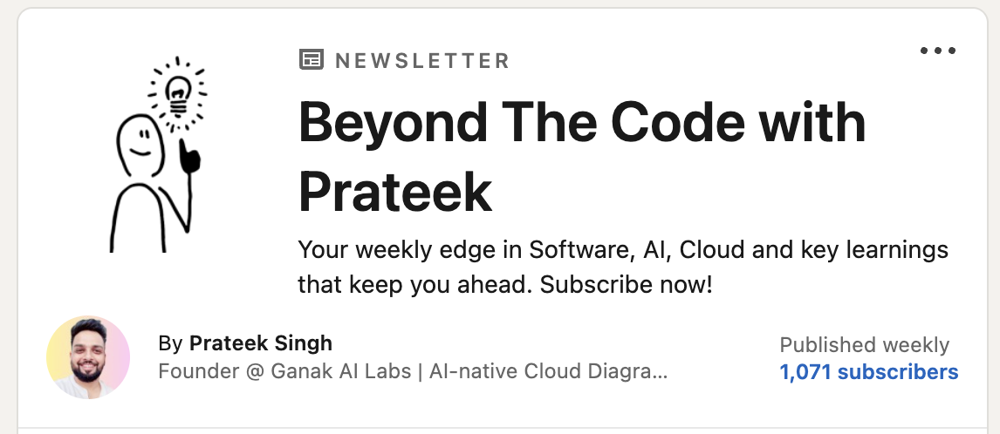 NEWSLETTER
Beyond The Code with
Prateek
Your weekly edge in Software, AI, Cloud and key learnings
that keep you ahead. Subscribe now!
By Prateek Singh
Founder @ Ganak AI Labs | AI-native Cloud Diagra...
Published weekly
1,071 subscribers